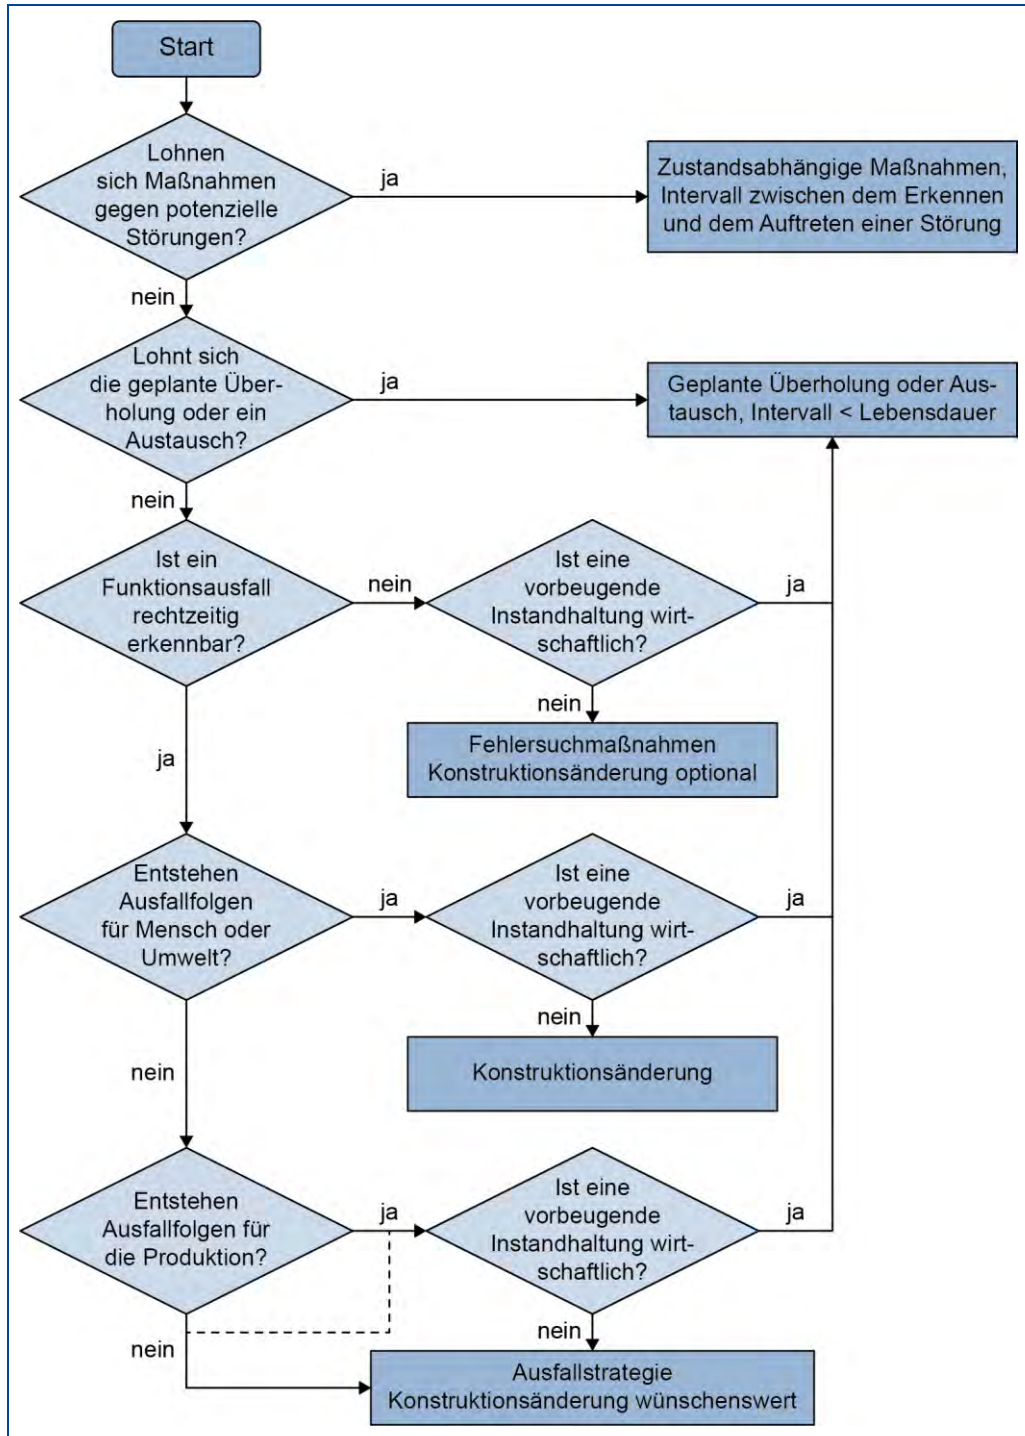 Start
Lohnen
sich Maßnahmen
gegen potenzielle
Störungen?
ja
Zustandsabhängige Maßnahmen,
Intervall zwischen dem Erkennen
und dem Auftreten einer Störung
nein
Lohnt sich
die geplante Über-
holung oder ein
Austausch?
ja
Geplante Überholung oder Aus-
tausch, Intervall < Lebensdauer
nein
Ist ein
Funktionsausfall
rechtzeitig
erkennbar?
nein
Ist eine
vorbeugende
Instandhaltung wirt-
schaftlich?
ja
nein
Fehlersuchmaßnahmen
Konstruktionsänderung optional
ja
Entstehen
Ausfallfolgen
für Mensch oder
Umwelt?
ja
Ist eine
vorbeugende
Instandhaltung wirt-
schaftlich?
ja
nein
Konstruktionsänderung
nein
Entstehen
Ausfallfolgen für
die Produktion?
ja
Ist eine
vorbeugende
Instandhaltung wirt-
schaftlich?
ja
nein
nein
Ausfallstrategie
Konstruktionsänderung wünschenswert